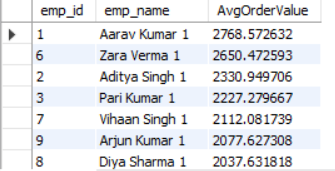 emp_id emp_name AvgOrderValue
1 Aarav Kumar 1 2768.572632
6 Zara Verma 1 2650.472593
2 Aditya Singh 1 2330.949706
3 Pari Kumar 1 2227.279667
7 Vihaan Singh 1 2112.081739
9 Arjun Kumar 1 2077.627308
8 Diya Sharma 1 2037.631818